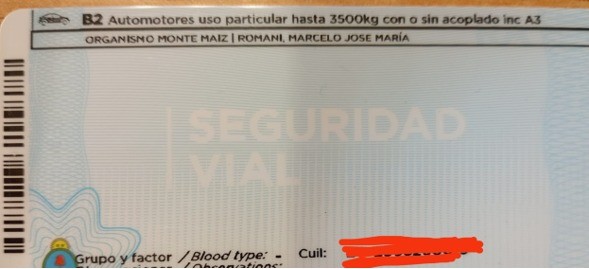 B2 Automotores uso particular hasta 3500kg con o sin acoplado inc A3
ORGANISMO MONTE MAIZ | ROMANI, MARCELO JOSE MARÍA
SEGURIDAD
VIAL
Grupo y factor / Blood type: - Cuil: